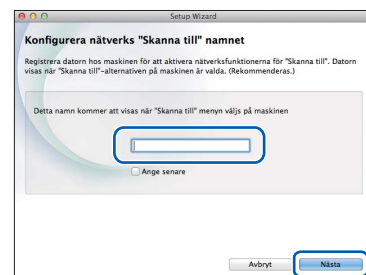 Setup Wizard
Konfigurera nätverks "Skanna till" namnet
Registrera datorn hos maskinen för att aktivera nätverksfunktionerna för "Skanna till". Datorn
visas när "Skanna till"-alternativen på maskinen är valda. (Rekommenderas.)
Detta namn kommer att visas när "Skanna till" menyn väljs på maskinen
Ange senare
Avbryt
Nästa